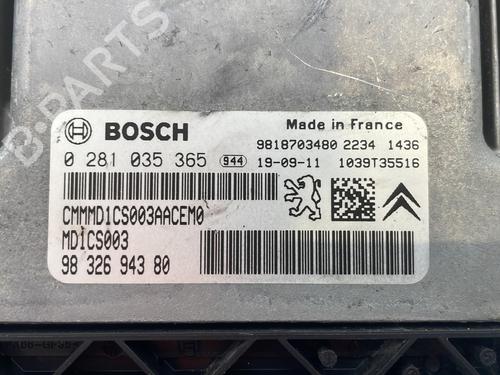 B-PARTS
BOSCH
Made in France
0 281 035 365 944
9818703480 2234 1436
19-09-11 1039T35516
CMMMD1CS003AACEM0
MD1CS003
98 326 943 80